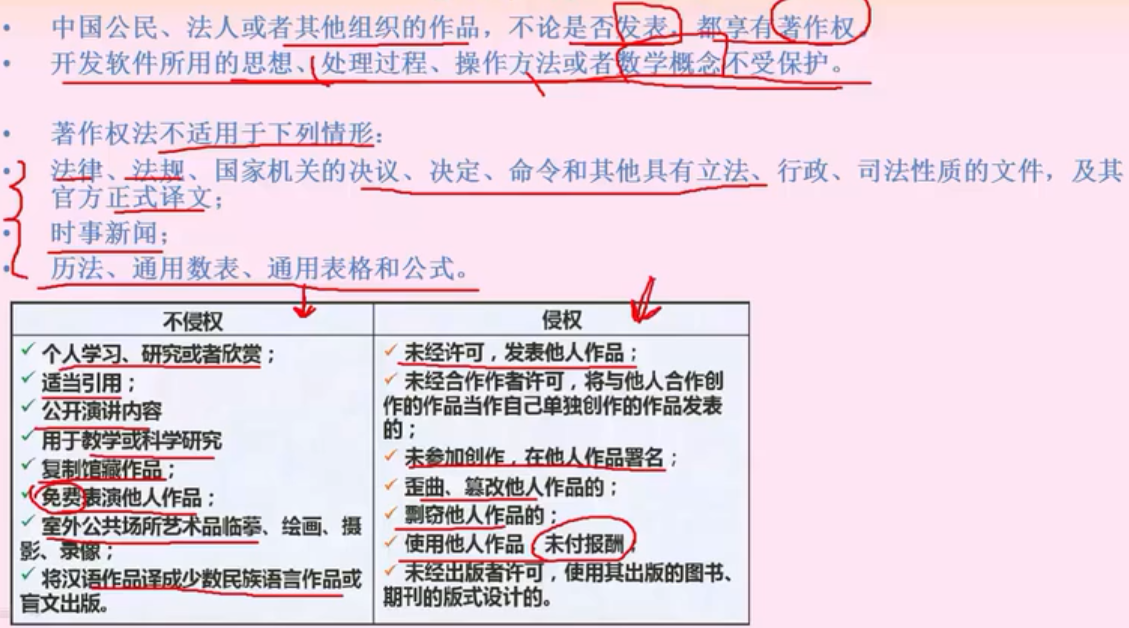 • 中国公民、法人或者其他组织的作品，不论是否发表，都享有著作权。
• 开发软件所用的思想、处理过程、操作方法或者数学概念不受保护。
• 著作权法不适用于下列情形：
• 法律、法规、国家机关的决议、决定、命令和其他具有立法、行政、司法性质的文件，及其
官方正式译文；
• 时事新闻；
• 历法、通用数表、通用表格和公式。
不侵权
✓ 个人学习、研究或者欣赏；
✓ 适当引用；
✓ 公开演讲内容
✓ 用于教学或科学研究
✓ 复制馆藏作品；
✓ 免费表演他人作品；
✓ 室外公共场所艺术品临摹、绘画、摄
影、录像；
✓ 将汉语作品译成少数民族语言作品或
盲文出版。
侵权
✓ 未经许可，发表他人作品；
✓ 未经合作作者许可，将与他人合作创
作的作品当作自己单独创作的作品发表
的；
✓ 未参加创作，在他人作品署名；
✓ 歪曲、篡改他人作品的；
✓ 剽窃他人作品的；
✓ 使用他人作品，未付报酬；
✓ 未经出版者许可，使用其出版的图书、
期刊的版式设计的。